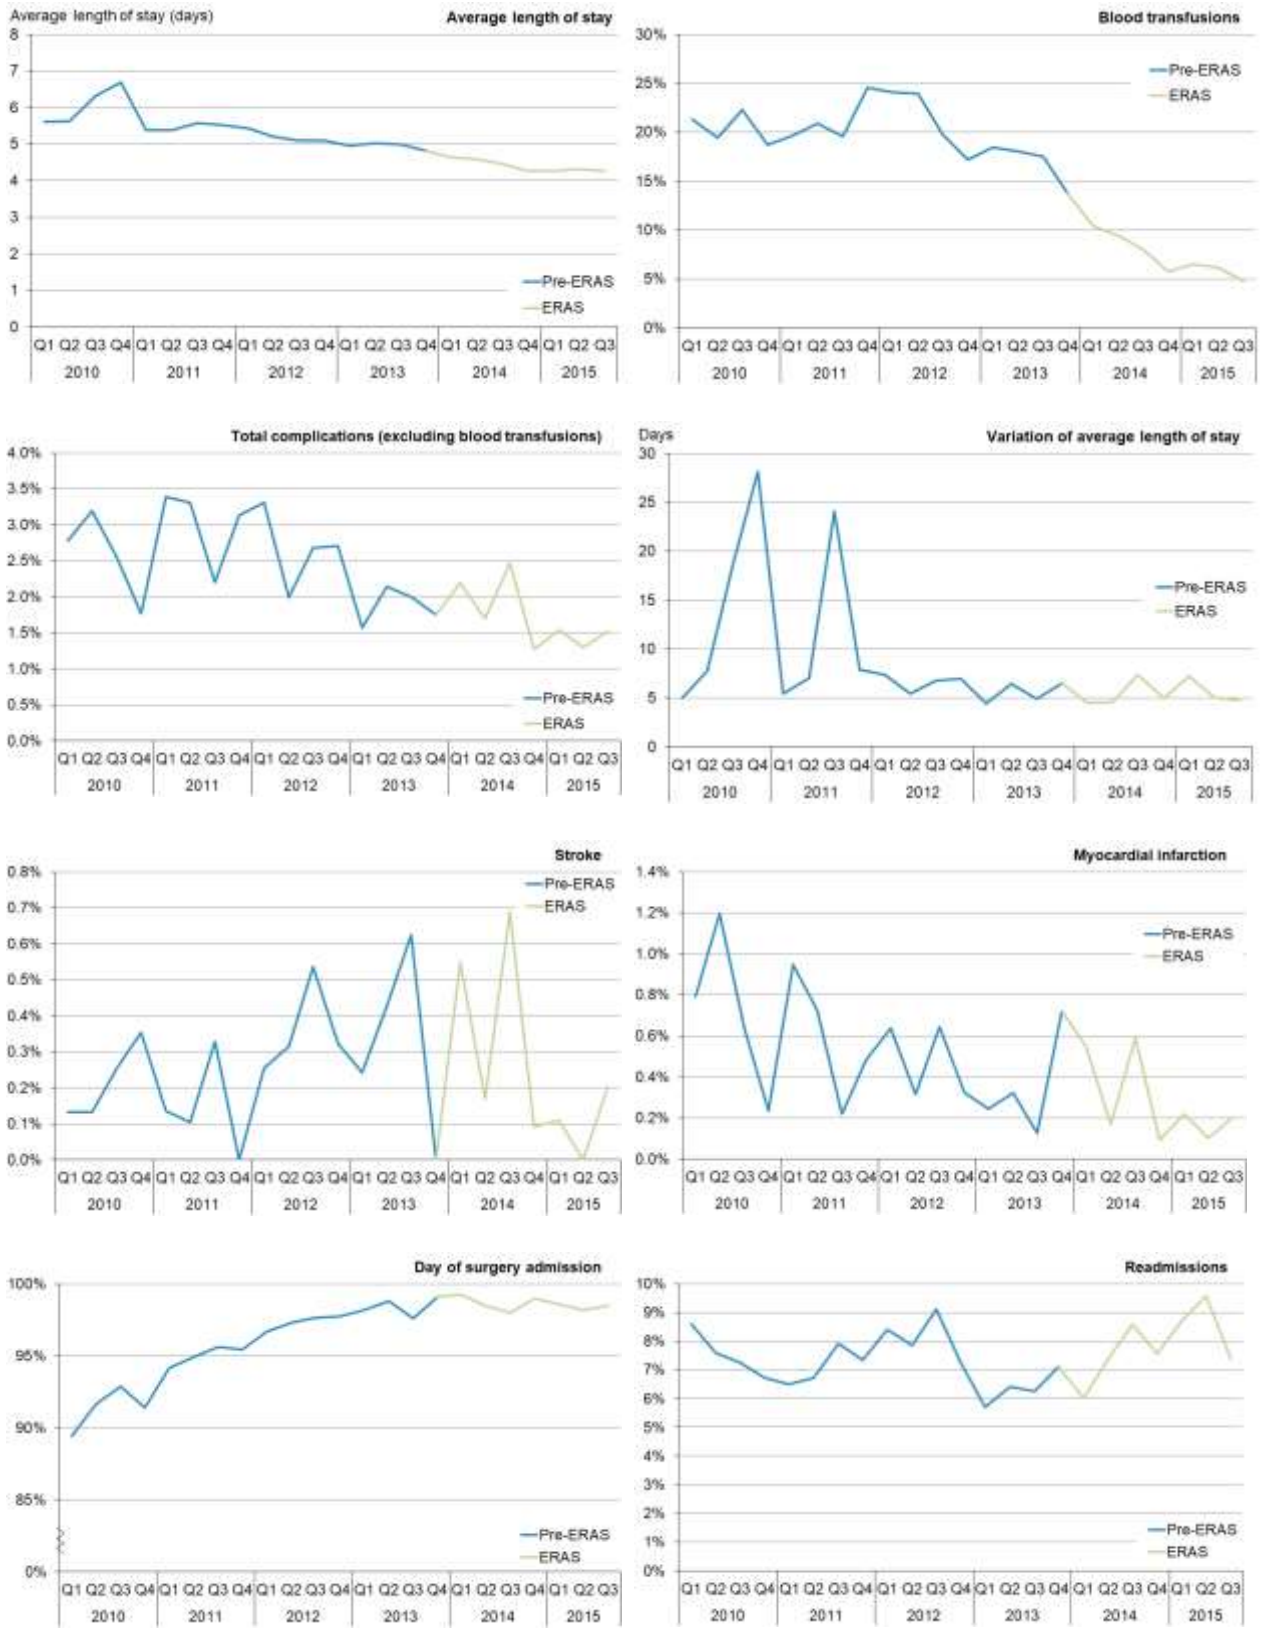 Average length of stay (days) Average length of stay
8
7
6
5
4
3
2
1
0
Pre-ERAS
ERAS
Q1 Q2 Q3 Q4 Q1 Q2 Q3 Q4 Q1 Q2 Q3 Q4 Q1 Q2 Q3 Q4 Q1 Q2 Q3 Q4 Q1 Q2 Q3
2010 2011 2012 2013 2014 2015
Blood transfusions
30%
25%
20%
15%
10%
5%
0%
Pre-ERAS
ERAS
Q1 Q2 Q3 Q4 Q1 Q2 Q3 Q4 Q1 Q2 Q3 Q4 Q1 Q2 Q3 Q4 Q1 Q2 Q3 Q4 Q1 Q2 Q3
2010 2011 2012 2013 2014 2015
Total complications (excluding blood transfusions)
4.0%
3.5%
3.0%
2.5%
2.0%
1.5%
1.0%
0.5%
0.0%
Pre-ERAS
ERAS
Q1 Q2 Q3 Q4 Q1 Q2 Q3 Q4 Q1 Q2 Q3 Q4 Q1 Q2 Q3 Q4 Q1 Q2 Q3 Q4 Q1 Q2 Q3
2010 2011 2012 2013 2014 2015
Days Variation of average length of stay
30
25
20
15
10
5
0
Pre-ERAS
ERAS
Q1 Q2 Q3 Q4 Q1 Q2 Q3 Q4 Q1 Q2 Q3 Q4 Q1 Q2 Q3 Q4 Q1 Q2 Q3 Q4 Q1 Q2 Q3
2010 2011 2012 2013 2014 2015
Stroke
0.8%
0.7%
0.6%
0.5%
0.4%
0.3%
0.2%
0.1%
0.0%
Pre-ERAS
ERAS
Q1 Q2 Q3 Q4 Q1 Q2 Q3 Q4 Q1 Q2 Q3 Q4 Q1 Q2 Q3 Q4 Q1 Q2 Q3 Q4 Q1 Q2 Q3
2010 2011 2012 2013 2014 2015
Myocardial infarction
1.4%
1.2%
1.0%
0.8%
0.6%
0.4%
0.2%
0.0%
Pre-ERAS
ERAS
Q1 Q2 Q3 Q4 Q1 Q2 Q3 Q4 Q1 Q2 Q3 Q4 Q1 Q2 Q3 Q4 Q1 Q2 Q3 Q4 Q1 Q2 Q3
2010 2011 2012 2013 2014 2015
Day of surgery admission
100%
95%
90%
85%
0%
Pre-ERAS
ERAS
Q1 Q2 Q3 Q4 Q1 Q2 Q3 Q4 Q1 Q2 Q3 Q4 Q1 Q2 Q3 Q4 Q1 Q2 Q3 Q4 Q1 Q2 Q3
2010 2011 2012 2013 2014 2015
Readmissions
10%
9%
8%
7%
6%
5%
4%
3%
2%
1%
0%
Pre-ERAS
ERAS
Q1 Q2 Q3 Q4 Q1 Q2 Q3 Q4 Q1 Q2 Q3 Q4 Q1 Q2 Q3 Q4 Q1 Q2 Q3 Q4 Q1 Q2 Q3
2010 2011 2012 2013 2014 2015